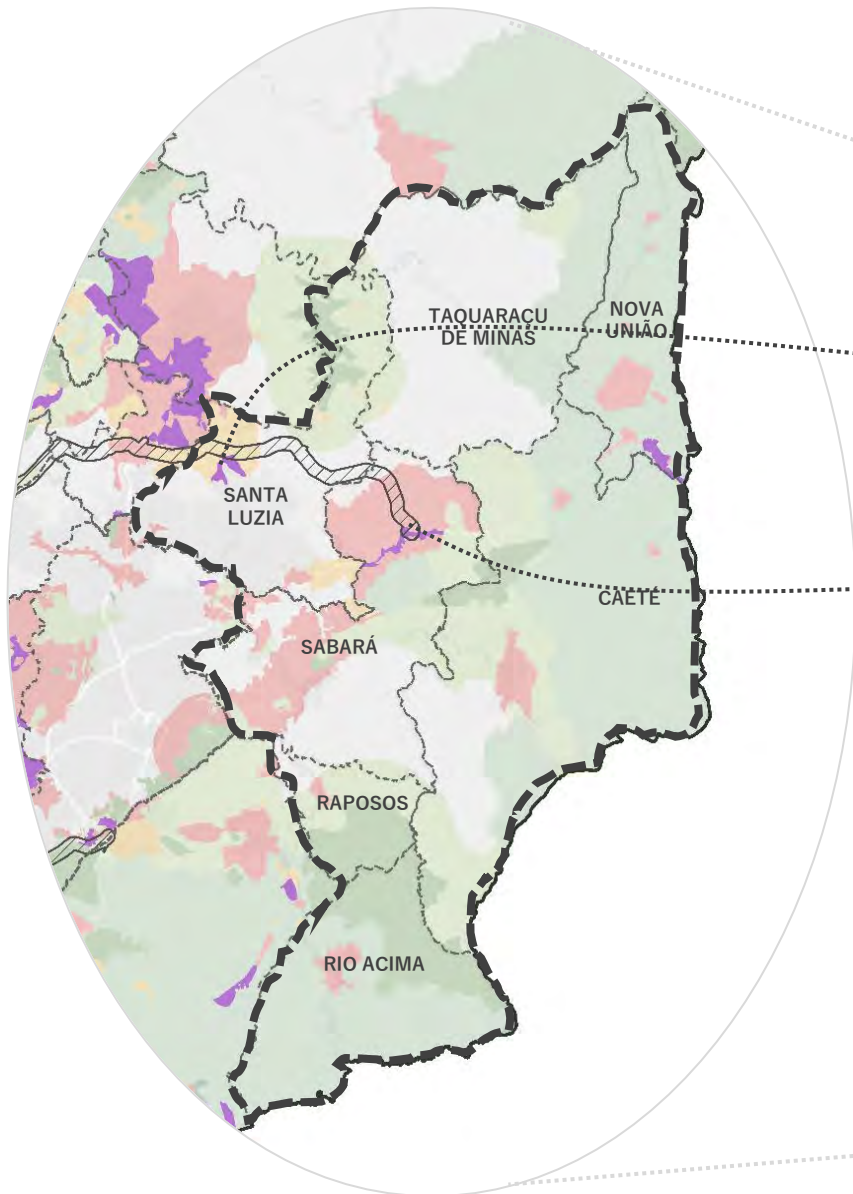 TAQUARAÇU
DE MINAS
NOVA
UNIÃO
SANTA
LUZIA
CAETÉ
SABARÁ
RAPOSOS
RIO ACIMA